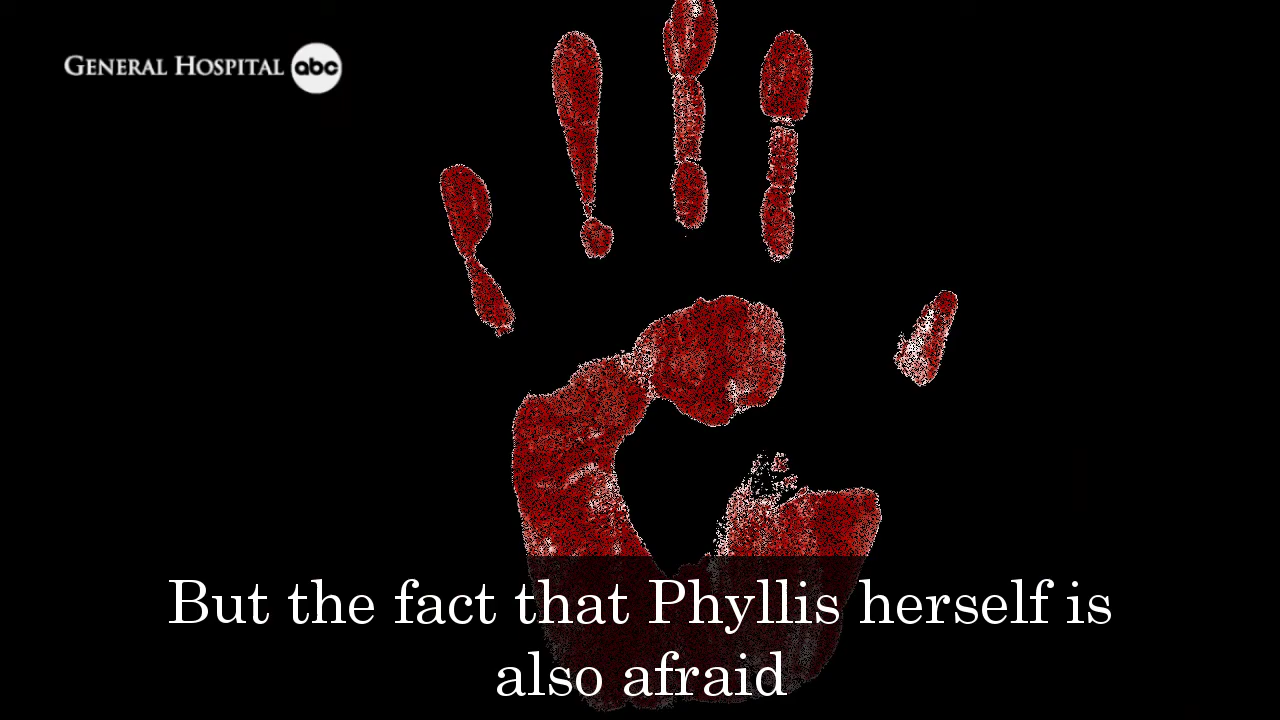 GENERAL HOSPITAL abc
But the fact that Phyllis herself is
also afraid